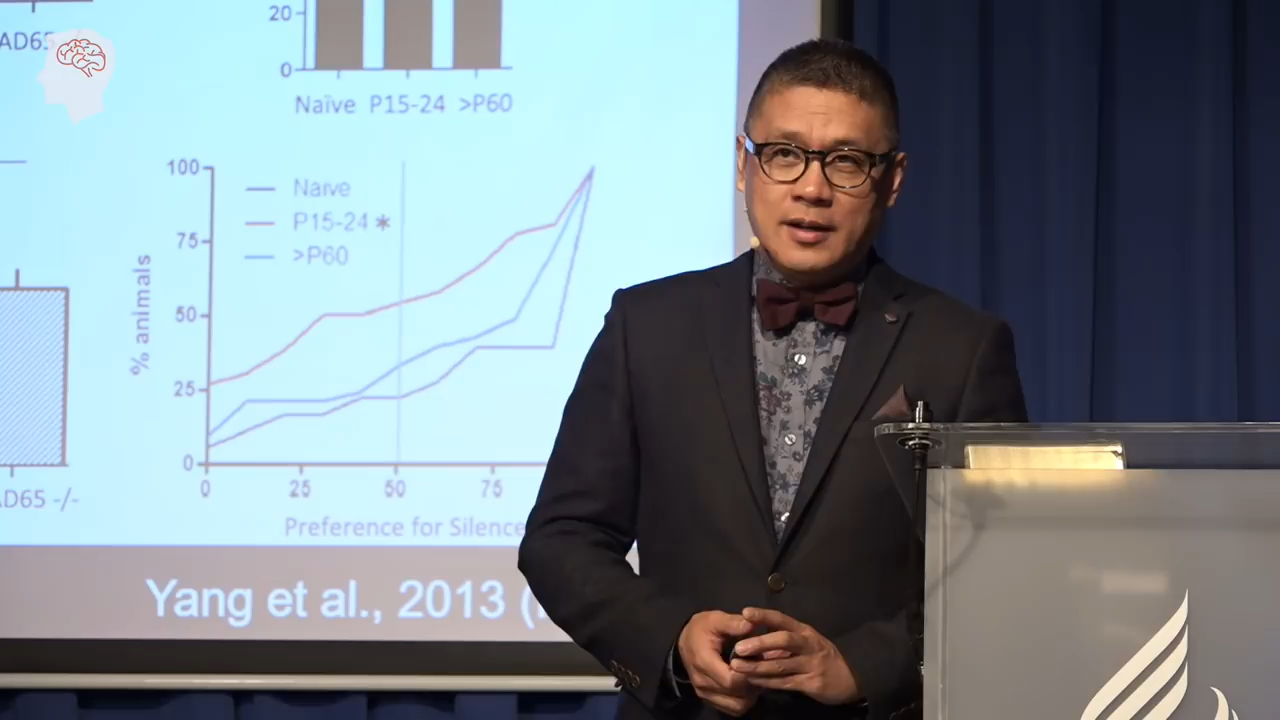 AD65
20
0
Naïve P15-24 >P60
100
75
50
25
0
% animals
Naïve
P15-24 *
>P60
0 25 50 75
Preference for Silence
AD65 -/-
Yang et al., 2013 (